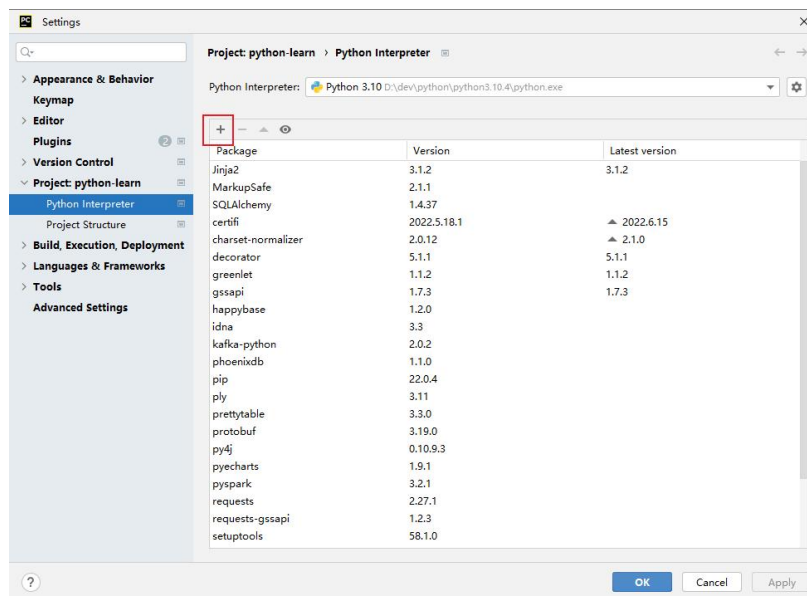 PC Settings
Project: python-learn > Python Interpreter
Python Interpreter: Python 3.10 D:\dev\python\python3.10.4\python.exe
Appearance & Behavior
Keymap
Editor
Plugins 2
Version Control
Project: python-learn
Python Interpreter
Project Structure
Build, Execution, Deployment
Languages & Frameworks
Tools
Advanced Settings
Package Version Latest version
Jinja2 3.1.2 3.1.2
MarkupSafe 2.1.1
SQLAlchemy 1.4.37
certifi 2022.5.18.1 2022.6.15
charset-normalizer 2.0.12 2.1.0
decorator 5.1.1 5.1.1
greenlet 1.1.2 1.1.2
gssapi 1.7.3 1.7.3
happybase 1.2.0
idna 3.3
kafka-python 2.0.2
phoenixdb 1.1.0
pip 22.0.4
ply 3.11
prettytable 3.3.0
protobuf 3.19.0
py4j 0.10.9.3
pyecharts 1.9.1
pyspark 3.2.1
requests 2.27.1
requests-gssapi 1.2.3
setuptools 58.1.0
? OK Cancel Apply